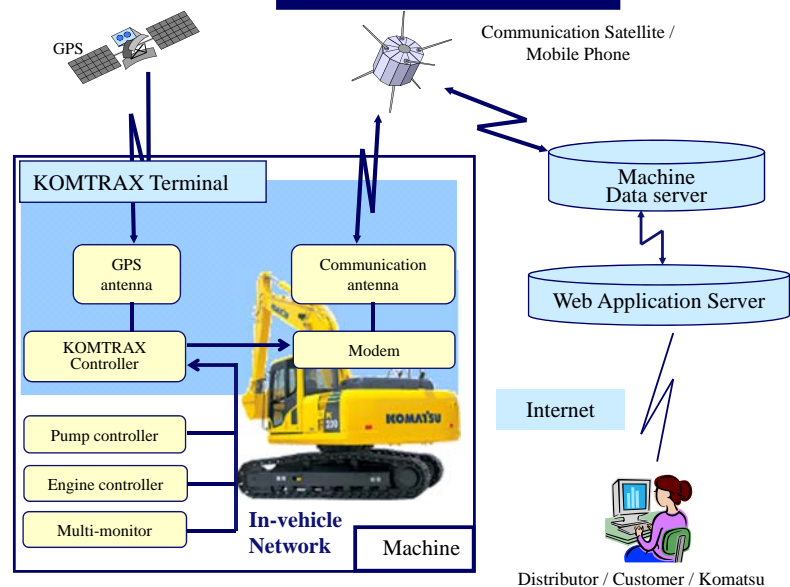 GPS
Communication Satellite /
Mobile Phone
KOMTRAX Terminal
Machine
Data server
GPS
antenna
Communication
antenna
Web Application Server
KOMTRAX
Controller
Modem
Internet
KOMATSU
Pump controller
Engine controller
Multi-monitor
In-vehicle
Network
Machine
Distributor / Customer / Komatsu